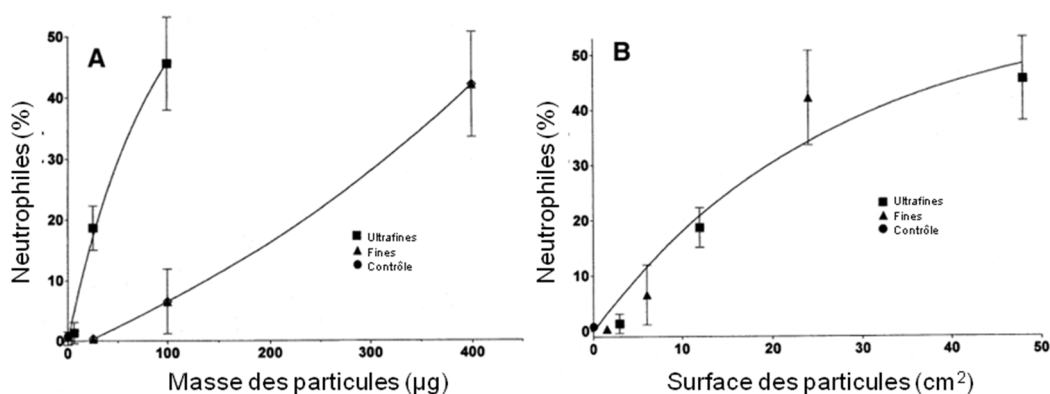 A
Neutrophiles (%)
50
40
30
20
10
0
Ultrafines
Fines
Contrôle
0
100
200
300
400
Masse des particules (µg)
B
Neutrophiles (%)
50
40
30
20
10
0
Ultrafines
Fines
Contrôle
0
10
20
30
40
50
Surface des particules (cm²)